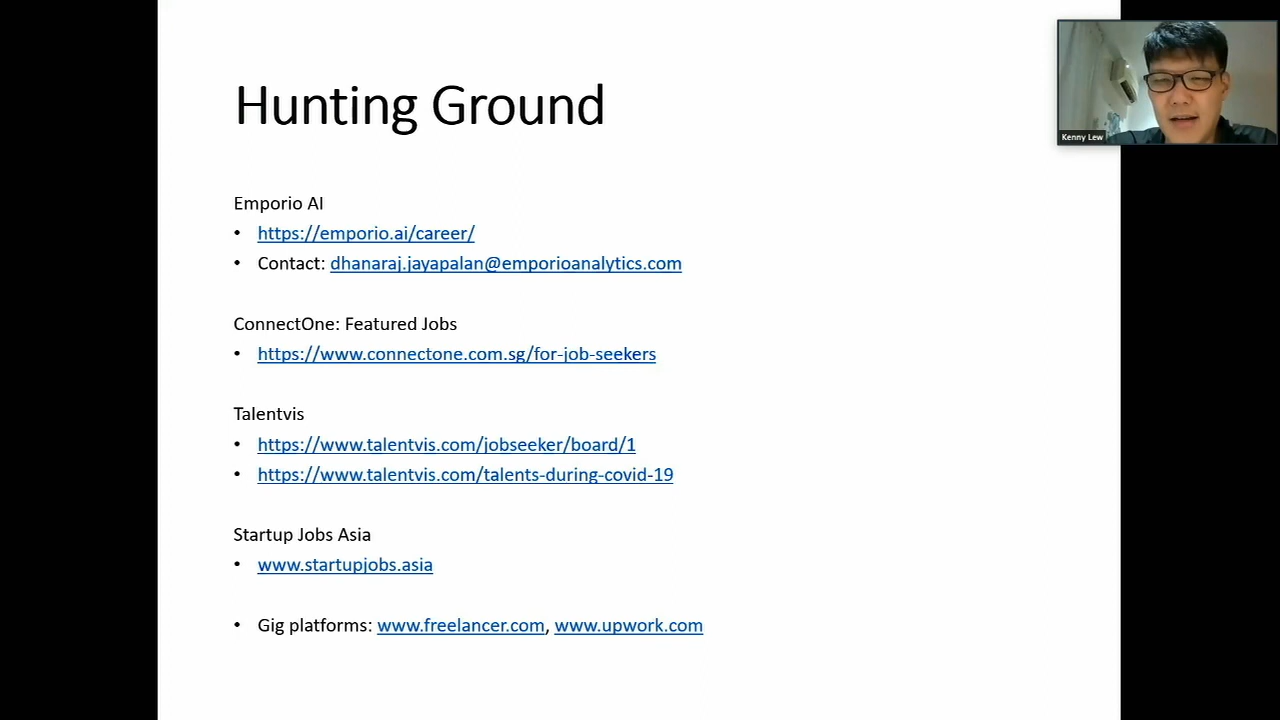 Hunting Ground
Kenny Lew
Emporio AI
• https://emporio.ai/career/
• Contact: dhanaraj.jayapalan@emporioanalytics.com
ConnectOne: Featured Jobs
• https://www.connectone.com.sg/for-job-seekers
Talentvis
• https://www.talentvis.com/jobseeker/board/1
• https://www.talentvis.com/talents-during-covid-19
Startup Jobs Asia
• www.startupjobs.asia
• Gig platforms: www.freelancer.com, www.upwork.com